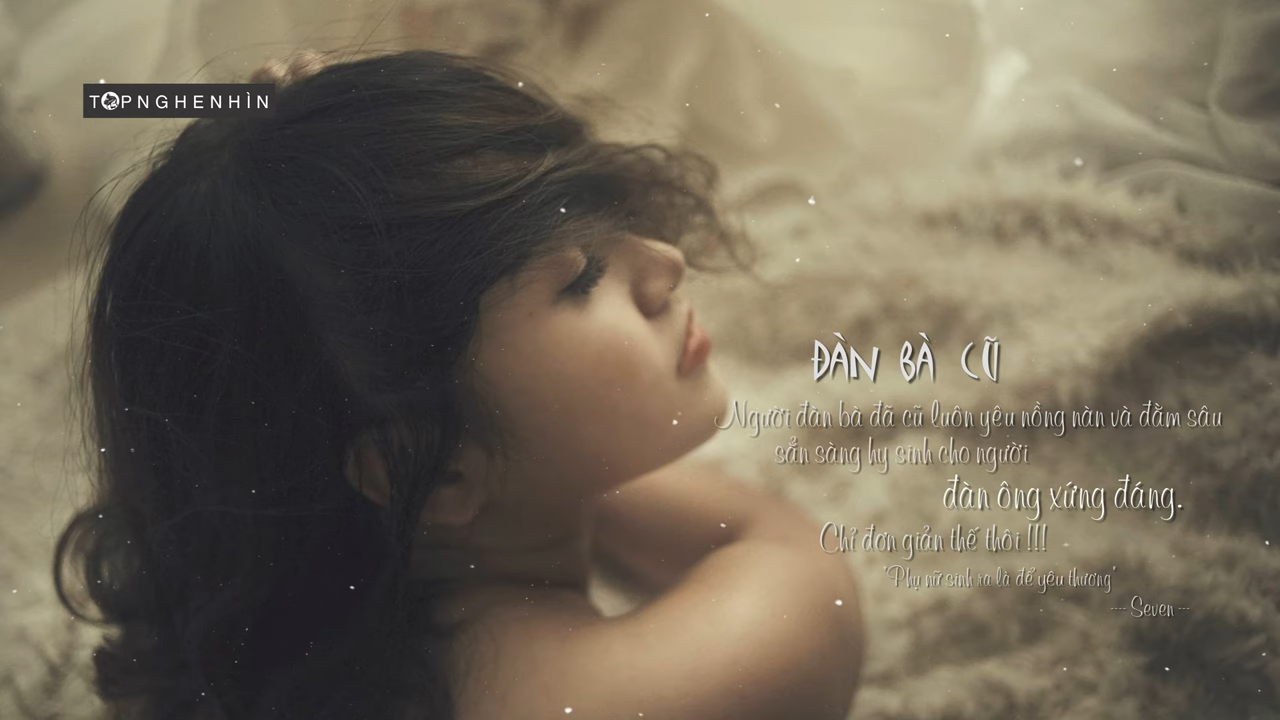 TOPNGHENHÌN
ĐÀN BÀ CŨ
Người đàn bà đã cũ luôn yêu nồng nàn và đằm sâu
sẵn sàng hy sinh cho người
đàn ông xứng đáng.
Chỉ đơn giản thế thôi !!!
"Phụ nữ sinh ra là để yêu thương"
---- Seven ---